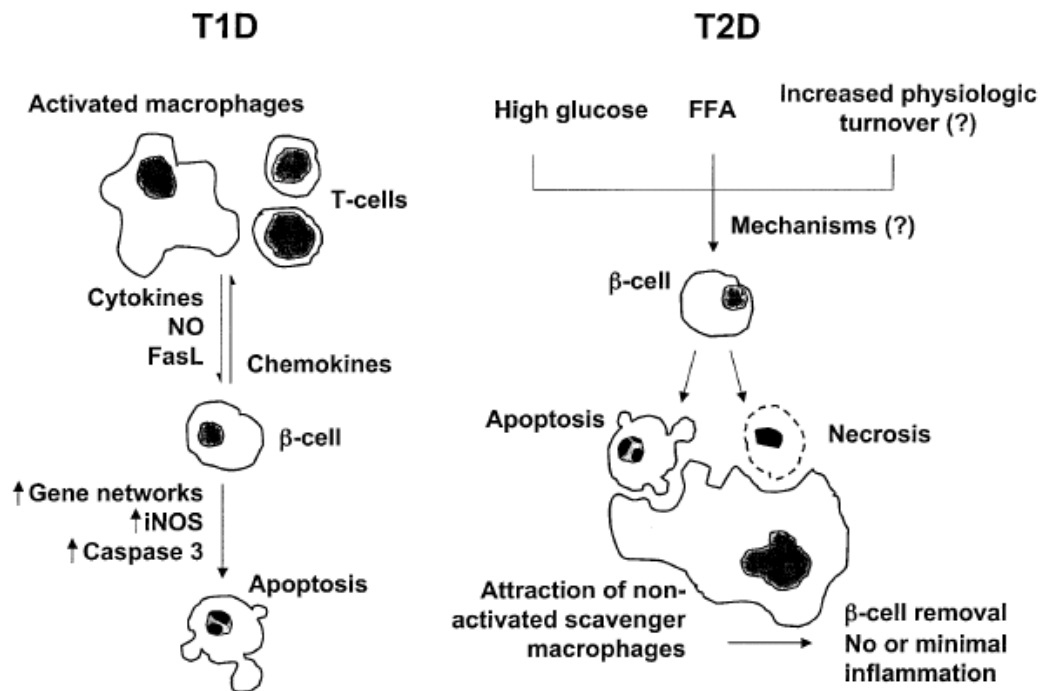 T1D
Activated macrophages
T-cells
Cytokines
NO
FasL
Chemokines
β-cell
↑Gene networks
↑iNOS
↑Caspase 3
Apoptosis
T2D
High glucose
FFA
Increased physiologic
turnover (?)
Mechanisms (?)
β-cell
Apoptosis
Necrosis
Attraction of non-
activated scavenger
macrophages
β-cell removal
No or minimal
inflammation